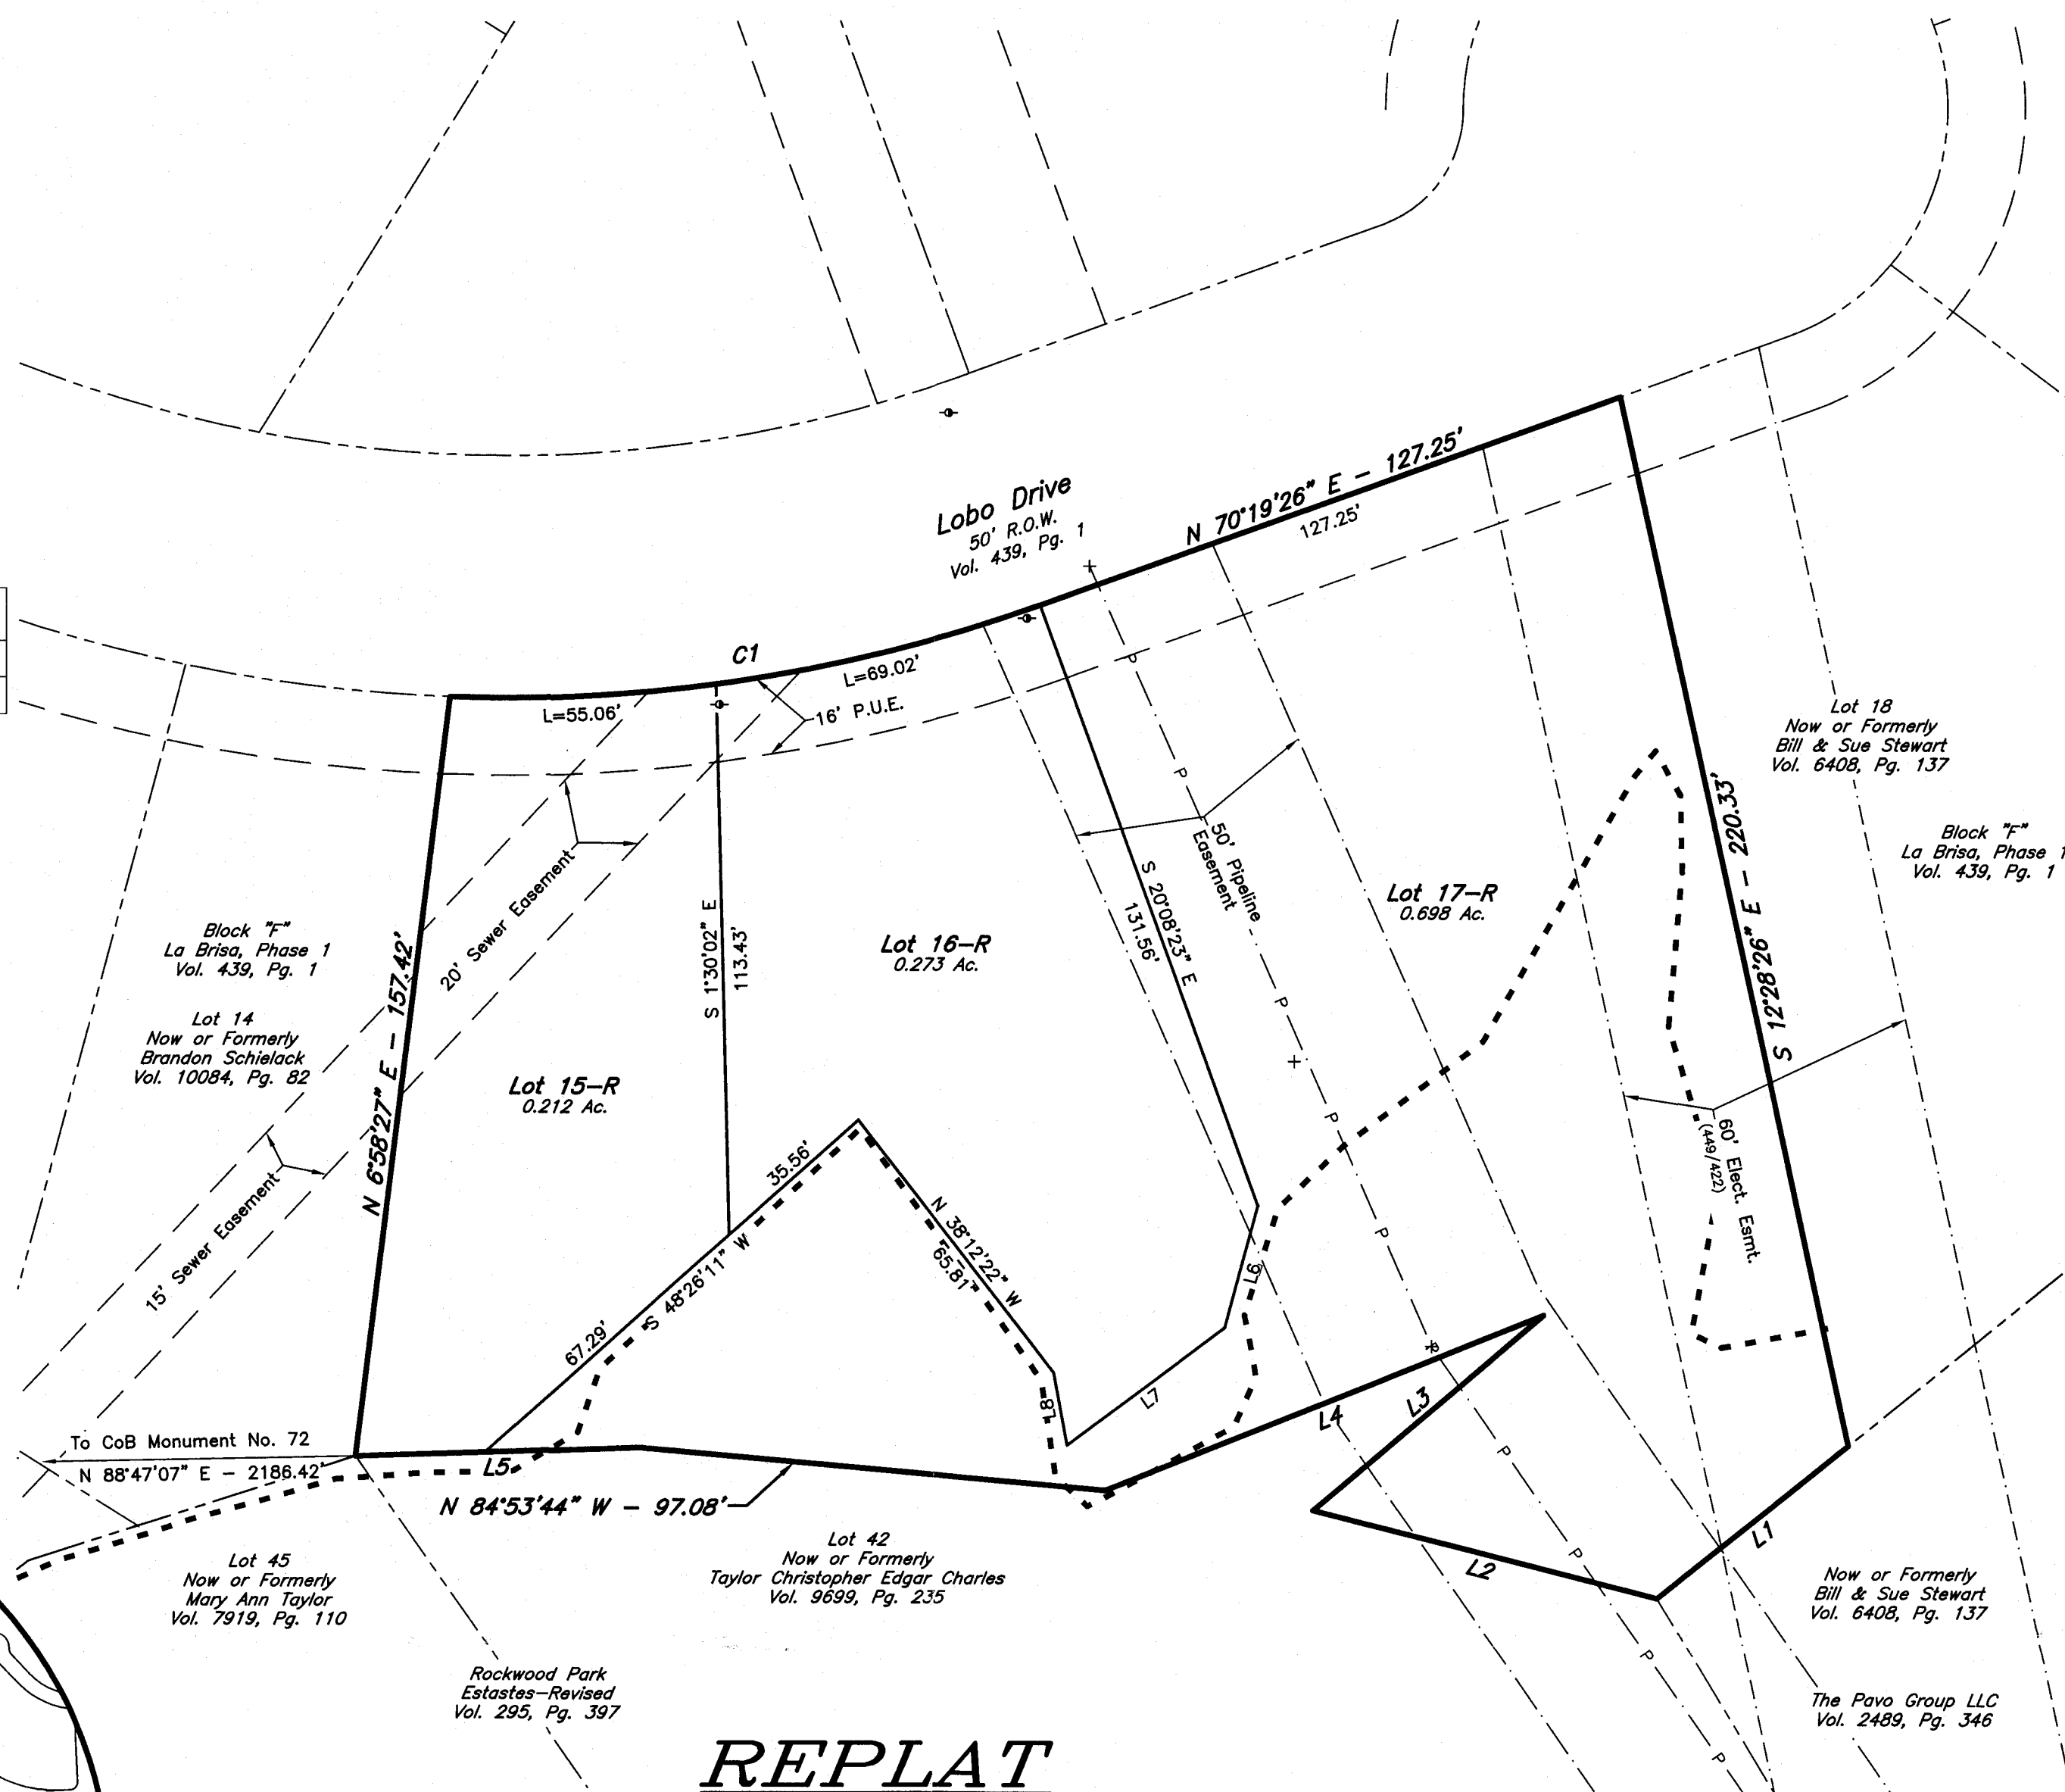 Lobo Drive
50' R.O.W.
Vol. 439, Pg. 1
N 70°19'26" E - 127.25'
127.25'
C1
L=69.02'
L=55.06'
16' P.U.E.
Lot 18
Now or Formerly
Bill & Sue Stewart
Vol. 6408, Pg. 137
Block "F"
La Brisa, Phase 1
Vol. 439, Pg. 1
S 12°28'26" E - 220.33'
50' Pipeline
Easement
S 20°08'23" E
131.56'
Lot 17-R
0.698 Ac.
Lot 16-R
0.273 Ac.
S 1°30'02" E
113.43'
20' Sewer Easement
Block "F"
La Brisa, Phase 1
Vol. 439, Pg. 1
Lot 14
Now or Formerly
Brandon Schielack
Vol. 10084, Pg. 82
N 6°58'27" E - 157.42'
Lot 15-R
0.212 Ac.
15' Sewer Easement
60' Elect. Esmt.
(449/422)
35.56'
S 48°26'11" W
67.29'
N 38°12'22" W
65.81'
L6
L7
L8
L4
L3
L5
L2
L1
P
P
P
P
P
P
P
P
P
P
P
To CoB Monument No. 72
N 88°47'07" E - 2186.42'
N 84°53'44" W - 97.08'
Lot 45
Now or Formerly
Mary Ann Taylor
Vol. 7919, Pg. 110
Lot 42
Now or Formerly
Taylor Christopher Edgar Charles
Vol. 9699, Pg. 235
Now or Formerly
Bill & Sue Stewart
Vol. 6408, Pg. 137
Rockwood Park
Estastes-Revised
Vol. 295, Pg. 397
The Pavo Group LLC
Vol. 2489, Pg. 346
REPLAT